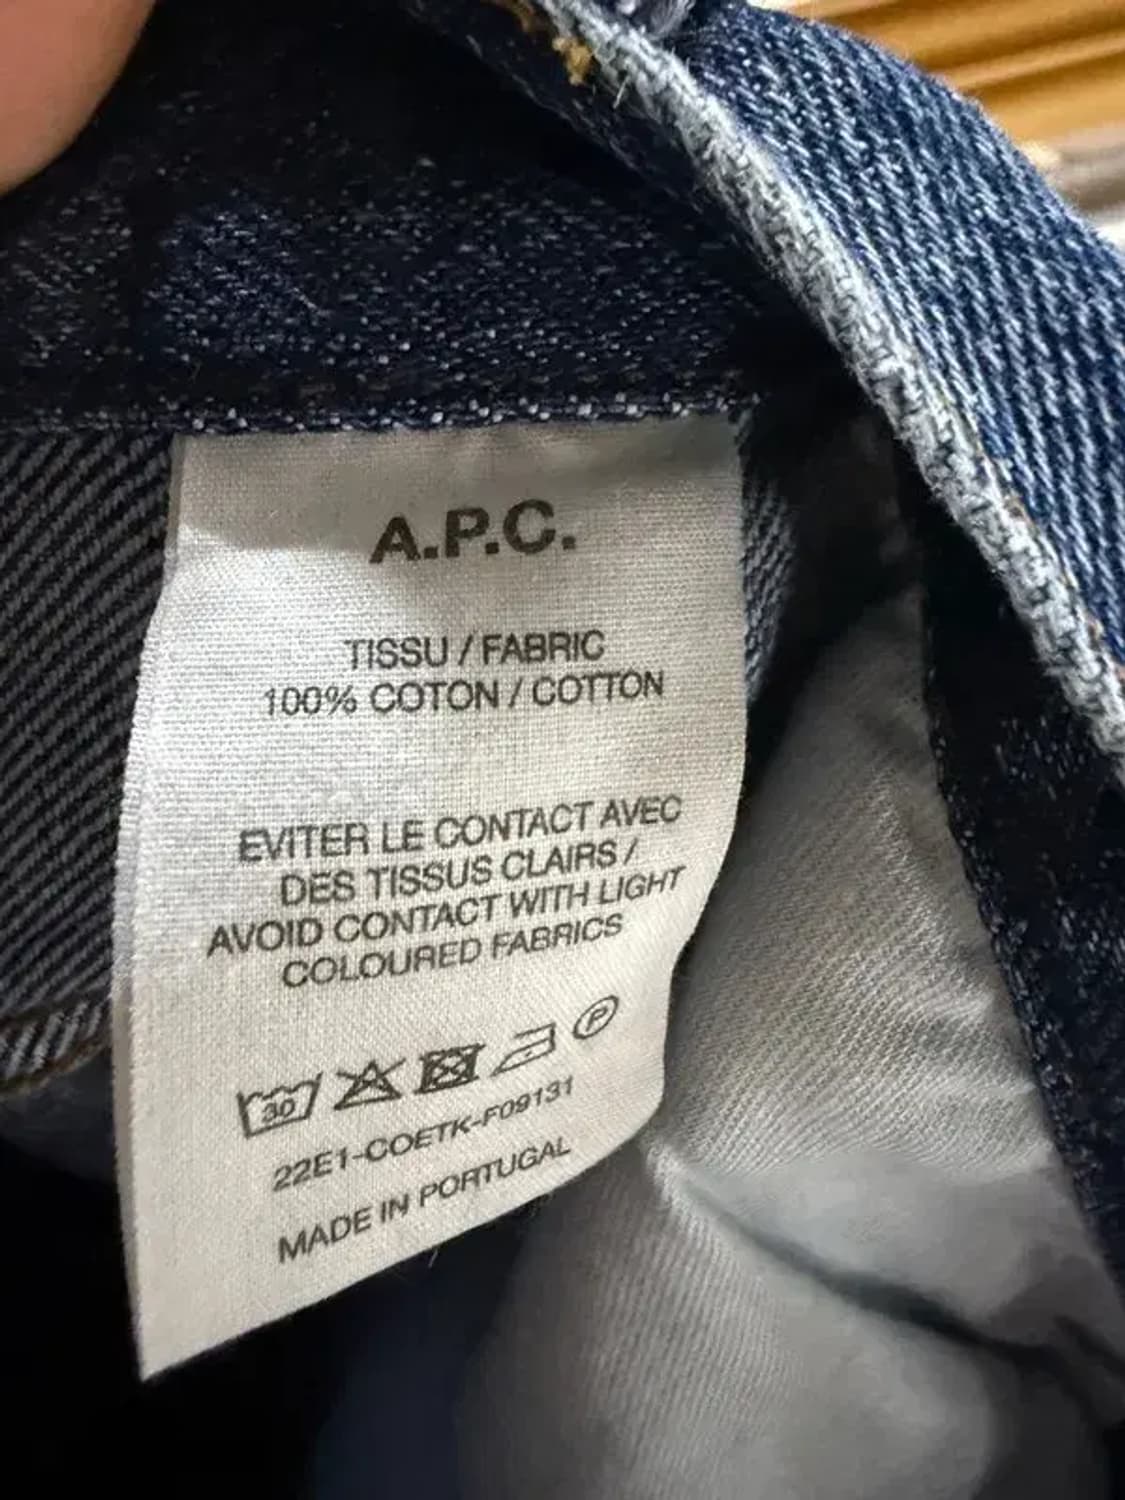 A.P.C.
TISSU / FABRIC
100% COTON / COTTON
EVITER LE CONTACT AVEC
DES TISSUS CLAIRS /
AVOID CONTACT WITH LIGHT
COLOURED FABRICS
30 P
22E1-COETK-F09131
MADE IN PORTUGAL